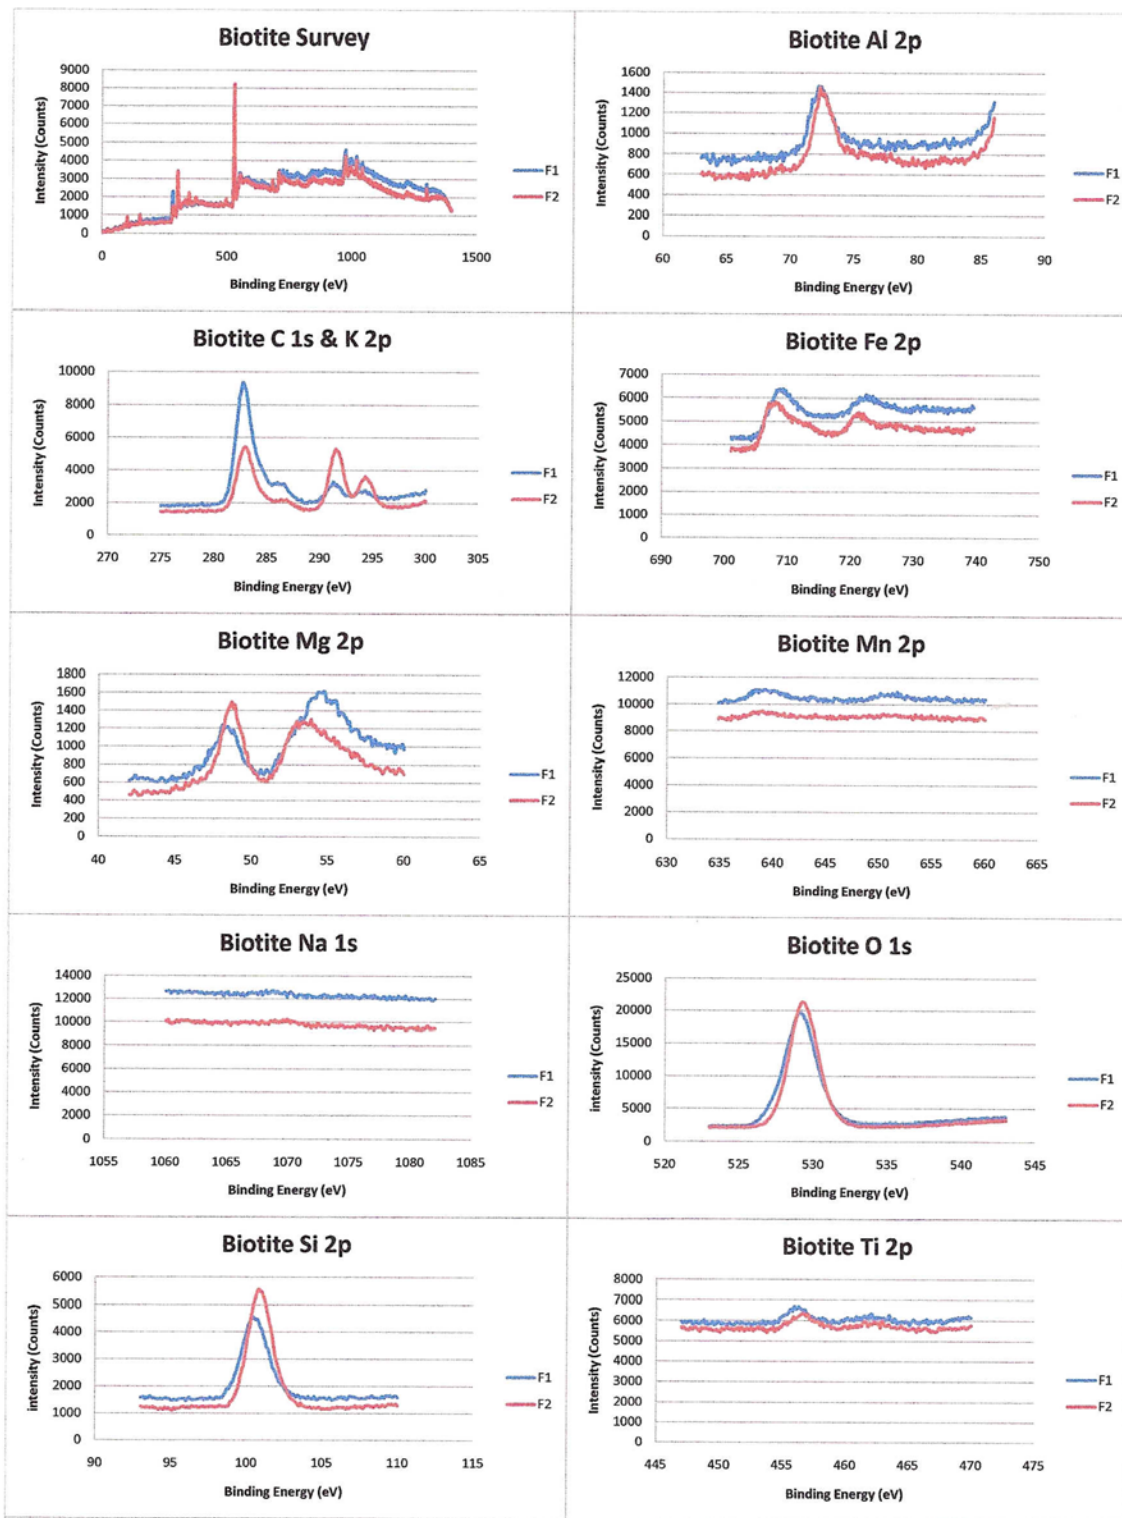 Biotite Survey
Intensity (Counts)
9000
8000
7000
6000
5000
4000
3000
2000
1000
0
0 500 1000 1500
Binding Energy (eV)
F1
F2
Biotite Al 2p
Intensity (Counts)
1600
1400
1200
1000
800
600
400
200
0
60 65 70 75 80 85 90
Binding Energy (eV)
F1
F2
Biotite C 1s & K 2p
Intensity (Counts)
10000
8000
6000
4000
2000
0
270 275 280 285 290 295 300 305
Binding Energy (eV)
F1
F2
Biotite Fe 2p
Intensity (Counts)
7000
6000
5000
4000
3000
2000
1000
0
690 700 710 720 730 740 750
Binding Energy (eV)
F1
F2
Biotite Mg 2p
Intensity (Counts)
1800
1600
1400
1200
1000
800
600
400
200
0
40 45 50 55 60 65
Binding Energy (eV)
F1
F2
Biotite Mn 2p
Intensity (Counts)
12000
10000
8000
6000
4000
2000
0
630 635 640 645 650 655 660 665
Binding Energy (eV)
F1
F2
Biotite Na 1s
Intensity (Counts)
14000
12000
10000
8000
6000
4000
2000
0
1055 1060 1065 1070 1075 1080 1085
Binding Energy (eV)
F1
F2
Biotite O 1s
intensity (Counts)
25000
20000
15000
10000
5000
0
520 525 530 535 540 545
Binding Energy (eV)
F1
F2
Biotite Si 2p
intensity (Counts)
6000
5000
4000
3000
2000
1000
0
90 95 100 105 110 115
Binding Energy (eV)
F1
F2
Biotite Ti 2p
Intensity (Counts)
8000
7000
6000
5000
4000
3000
2000
1000
0
445 450 455 460 465 470 475
Binding Energy (eV)
F1
F2